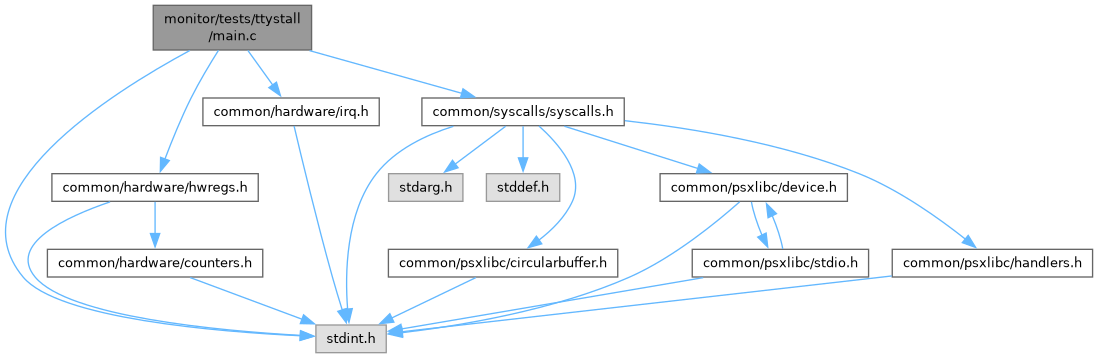 monitor/tests/ttystall
/main.c
common/hardware/irq.h
common/syscalls/syscalls.h
common/hardware/hwregs.h
stdarg.h
stddef.h
common/psxlibc/device.h
common/hardware/counters.h
common/psxlibc/circularbuffer.h
common/psxlibc/stdio.h
common/psxlibc/handlers.h
stdint.h